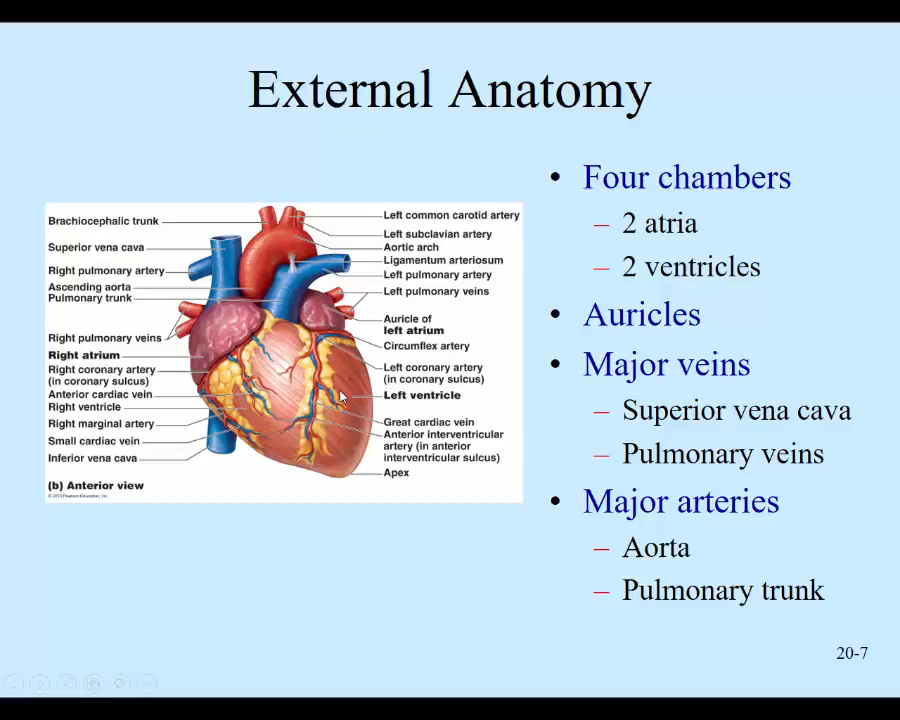 External Anatomy
Brachiocephalic trunk
Superior vena cava
Right pulmonary artery
Ascending aorta
Pulmonary trunk
Right pulmonary veins
Right atrium
Right coronary artery
(in coronary sulcus)
Anterior cardiac vein
Right ventricle
Right marginal artery
Small cardiac vein
Inferior vena cava
(b) Anterior view
© 2013 Pearson Education, Inc.
Left common carotid artery
Left subclavian artery
Aortic arch
Ligamentum arteriosum
Left pulmonary artery
Left pulmonary veins
Auricle of
left atrium
Circumflex artery
Left coronary artery
(in coronary sulcus)
Left ventricle
Great cardiac vein
Anterior interventricular
artery (in anterior
interventricular sulcus)
Apex
• Four chambers
– 2 atria
– 2 ventricles
• Auricles
• Major veins
– Superior vena cava
– Pulmonary veins
• Major arteries
– Aorta
– Pulmonary trunk
20-7